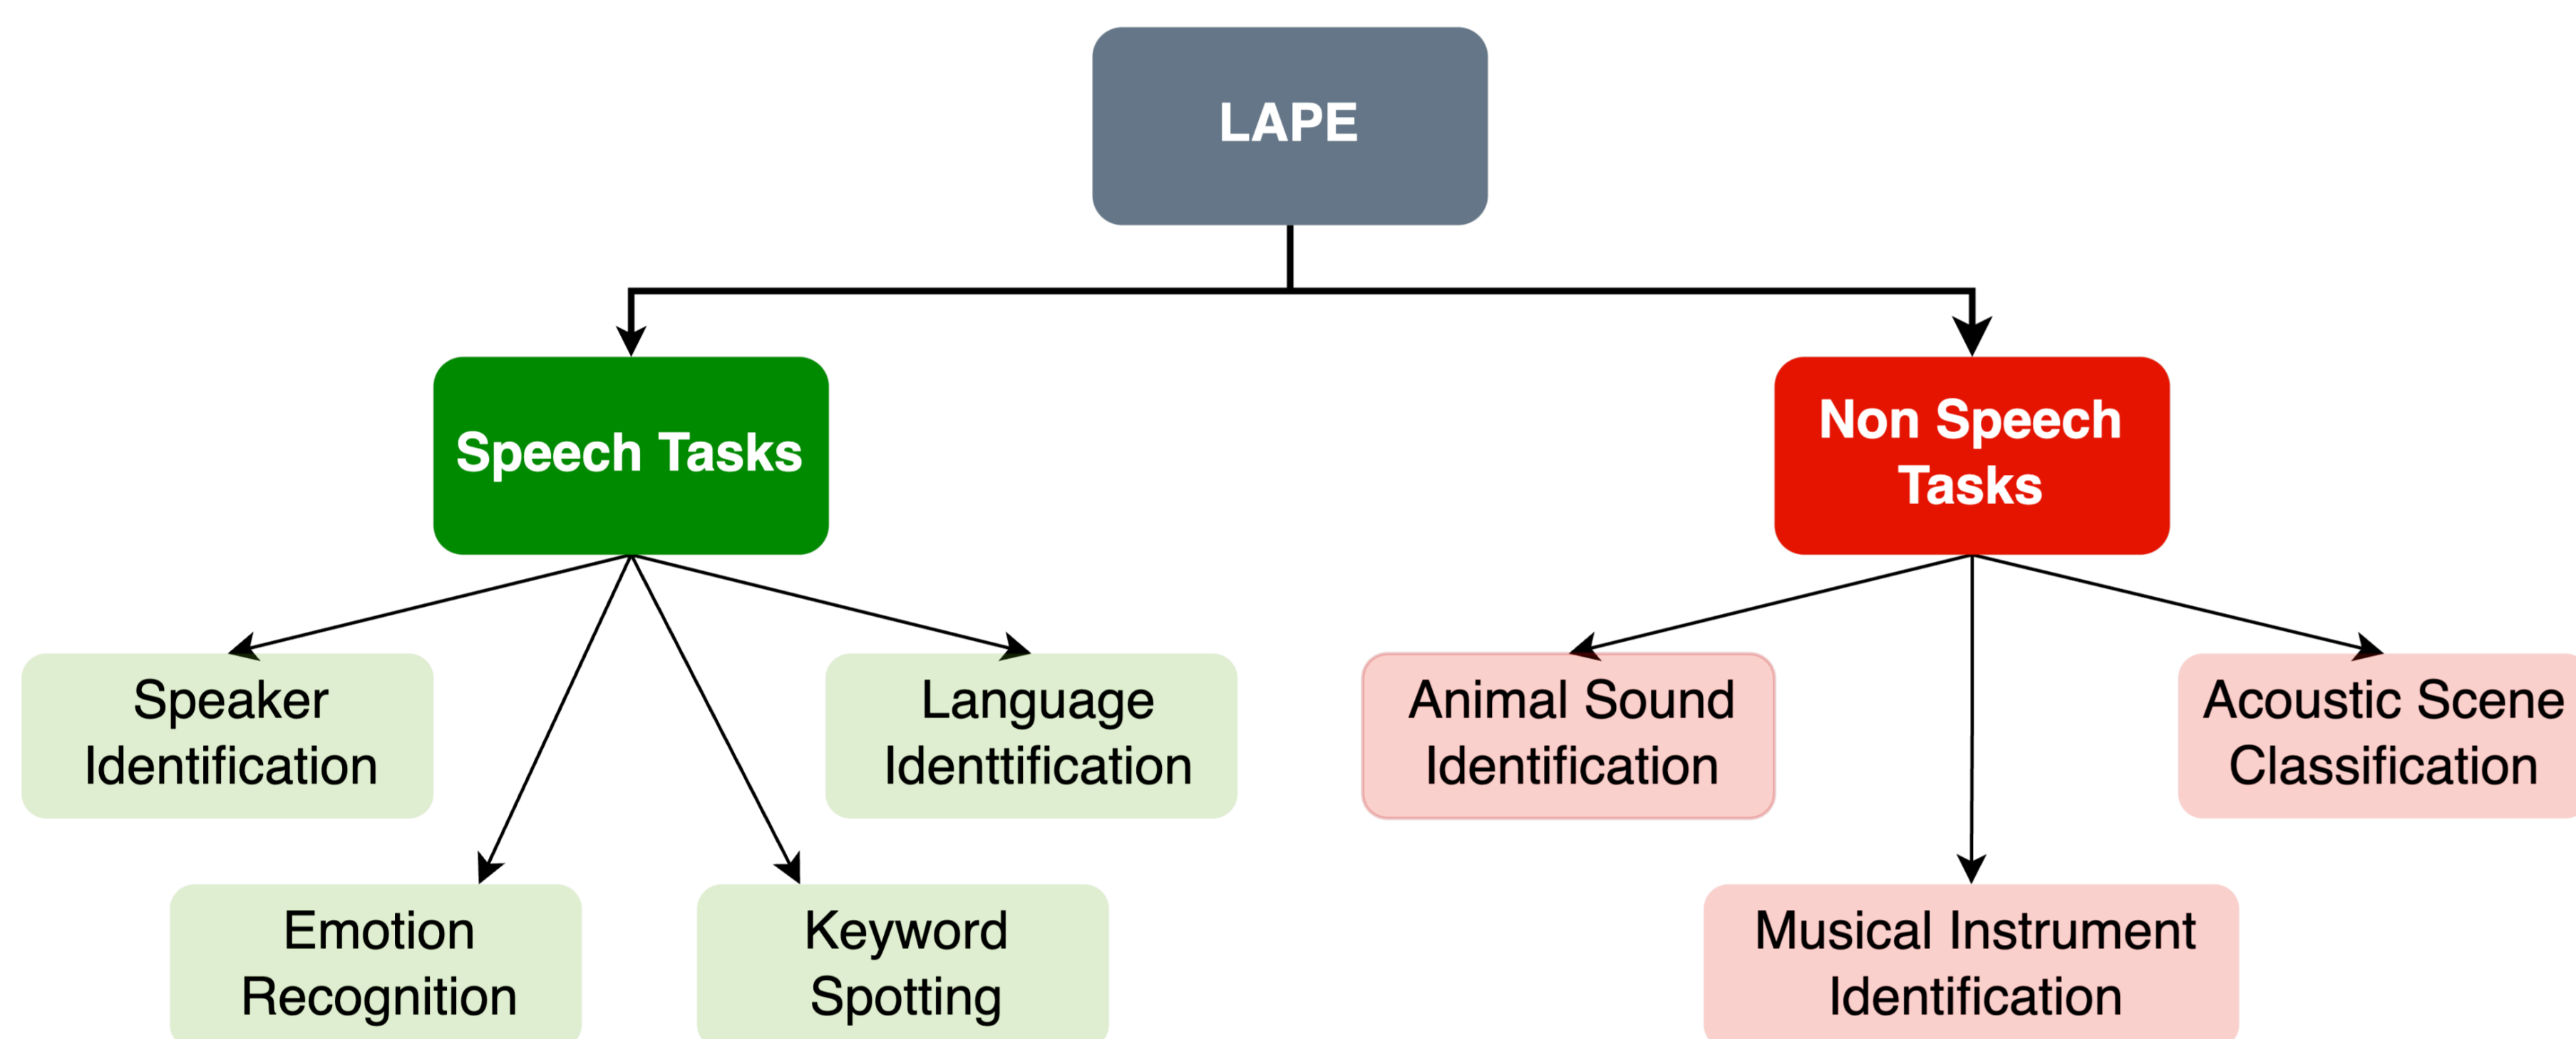 LAPE
Speech Tasks
Non Speech
Tasks
Speaker
Identification
Language
Identtification
Animal Sound
Identification
Acoustic Scene
Classification
Emotion
Recognition
Keyword
Spotting
Musical Instrument
Identification